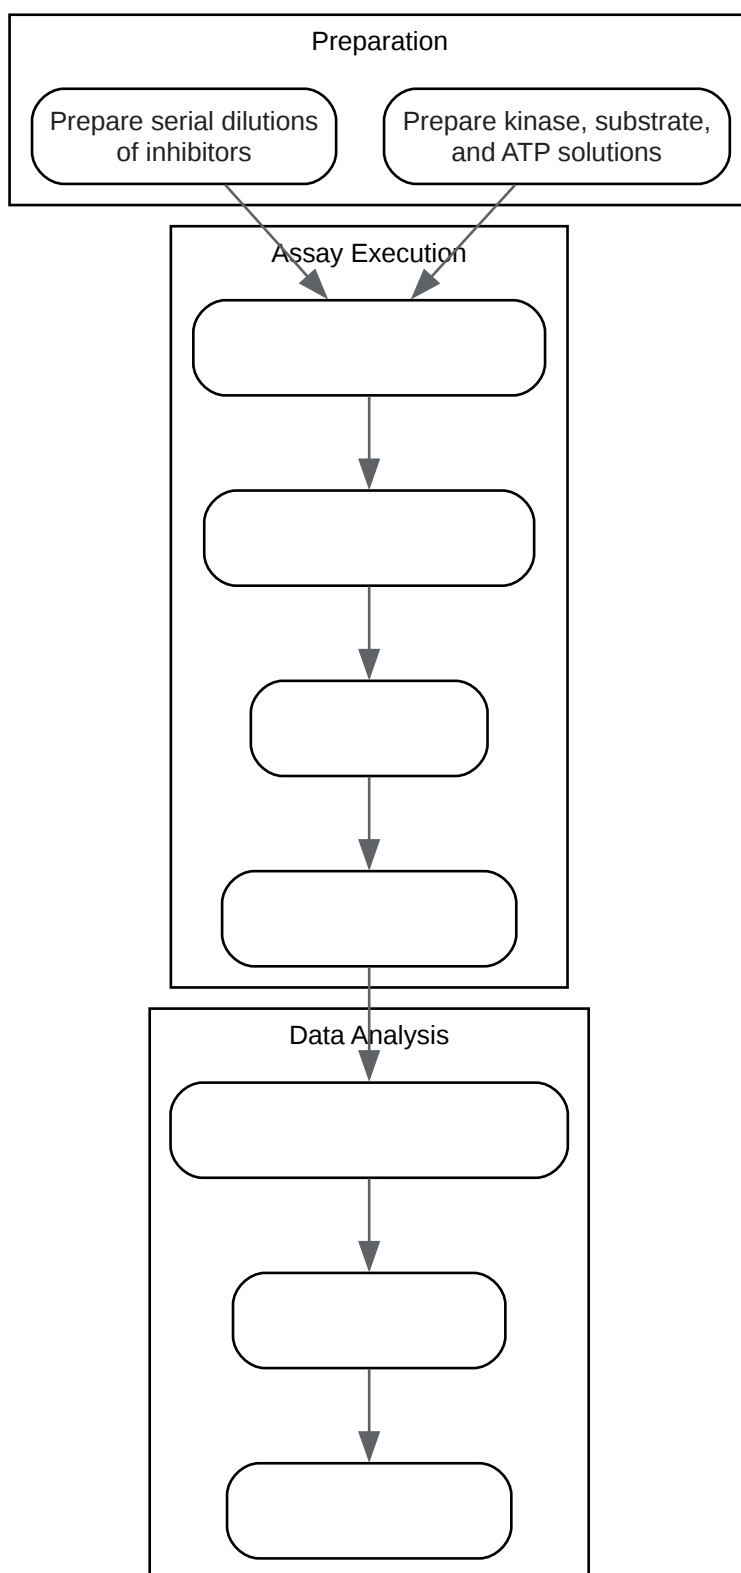 Preparation
Prepare serial dilutions
of inhibitors
Prepare kinase, substrate,
and ATP solutions
Assay Execution
Data Analysis